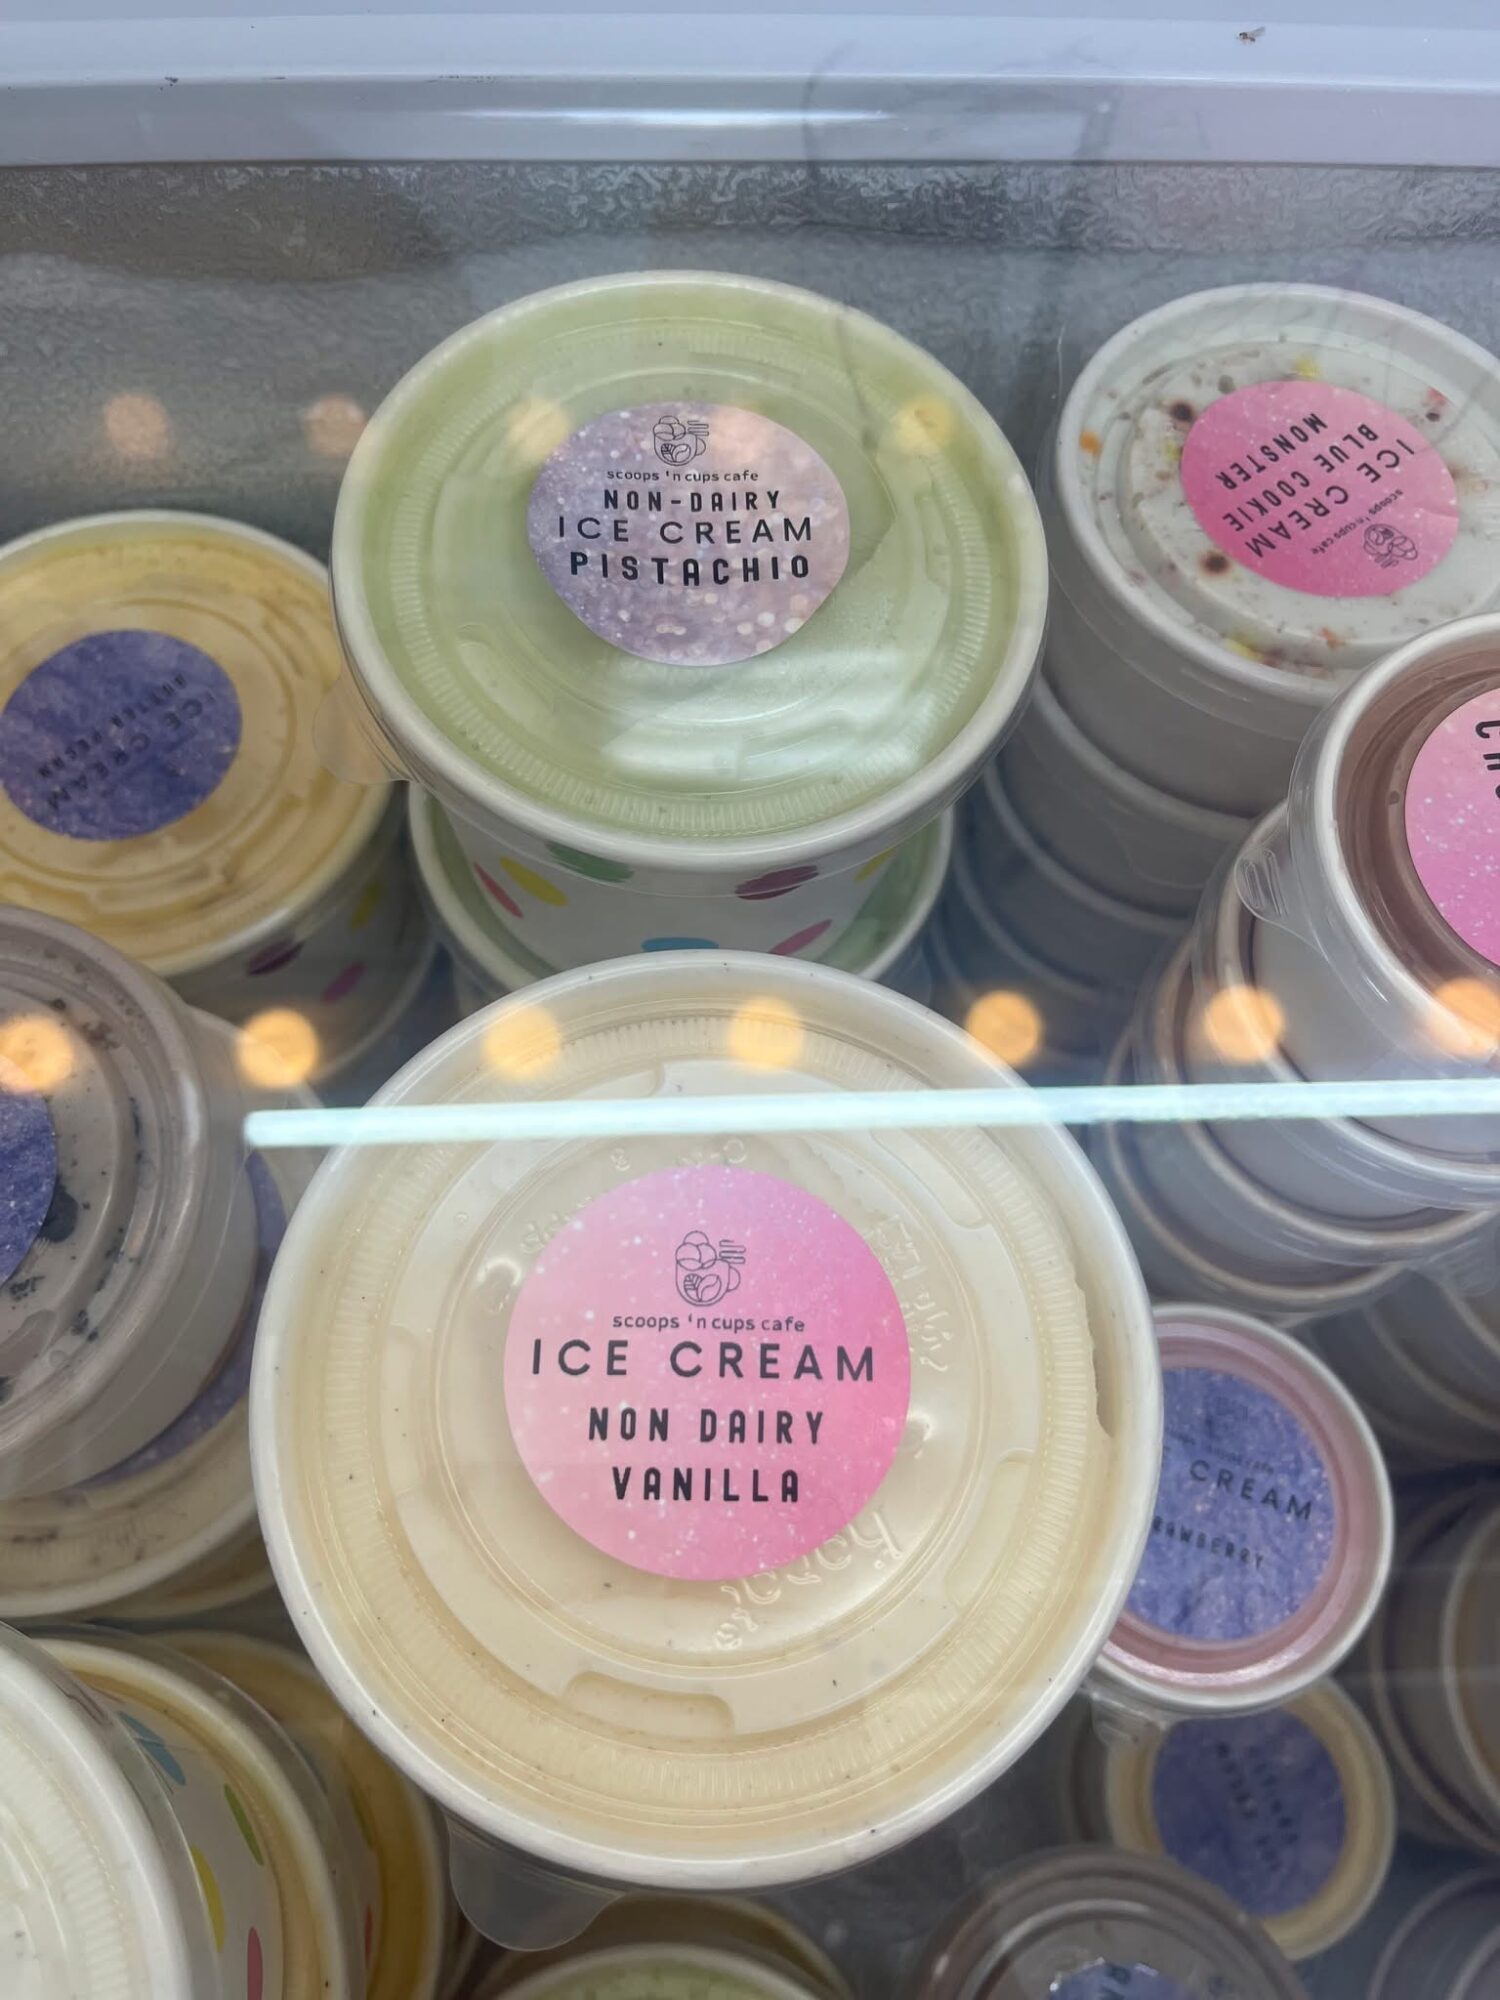 scoops 'n cups cafe
NON-DAIRY
ICE CREAM
PISTACHIO
scoops 'n cups cafe
ICE CREAM
BLUE COOKIE
MONSTER
ICE CREAM
BUTTER PECAN
scoops 'n cups cafe
ICE CREAM
NON DAIRY
VANILLA
CREAM